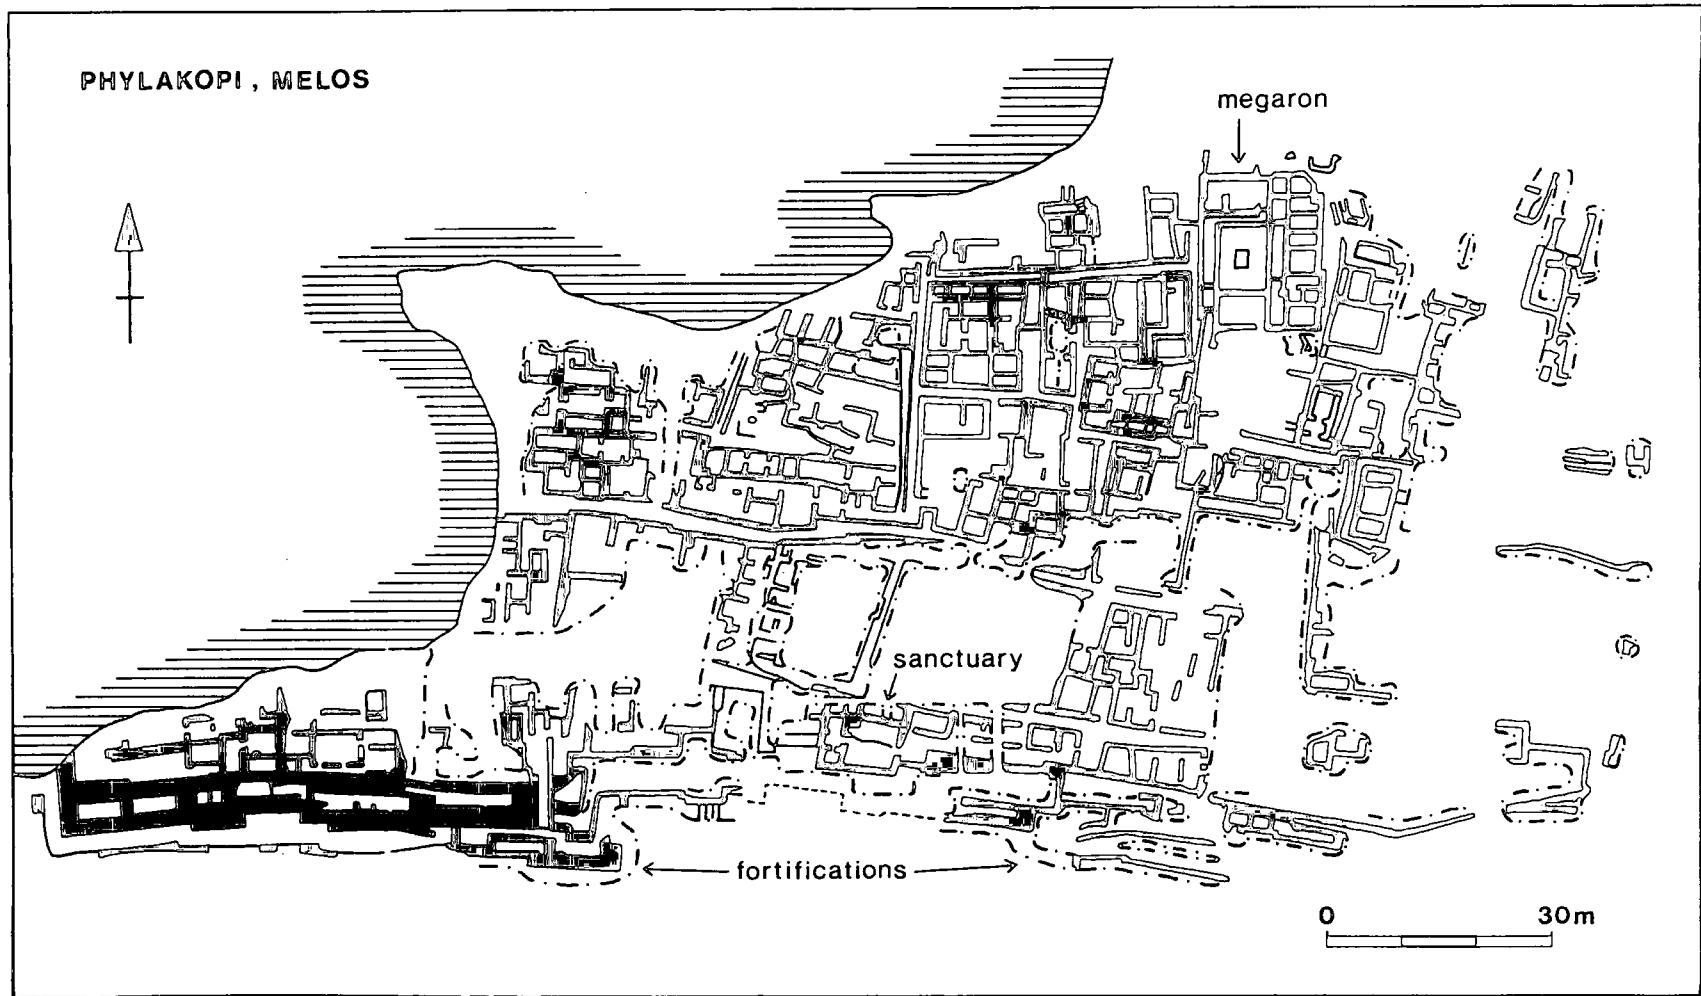 PHYLAKOPI, MELOS
megaron
sanctuary
fortifications
0 30m